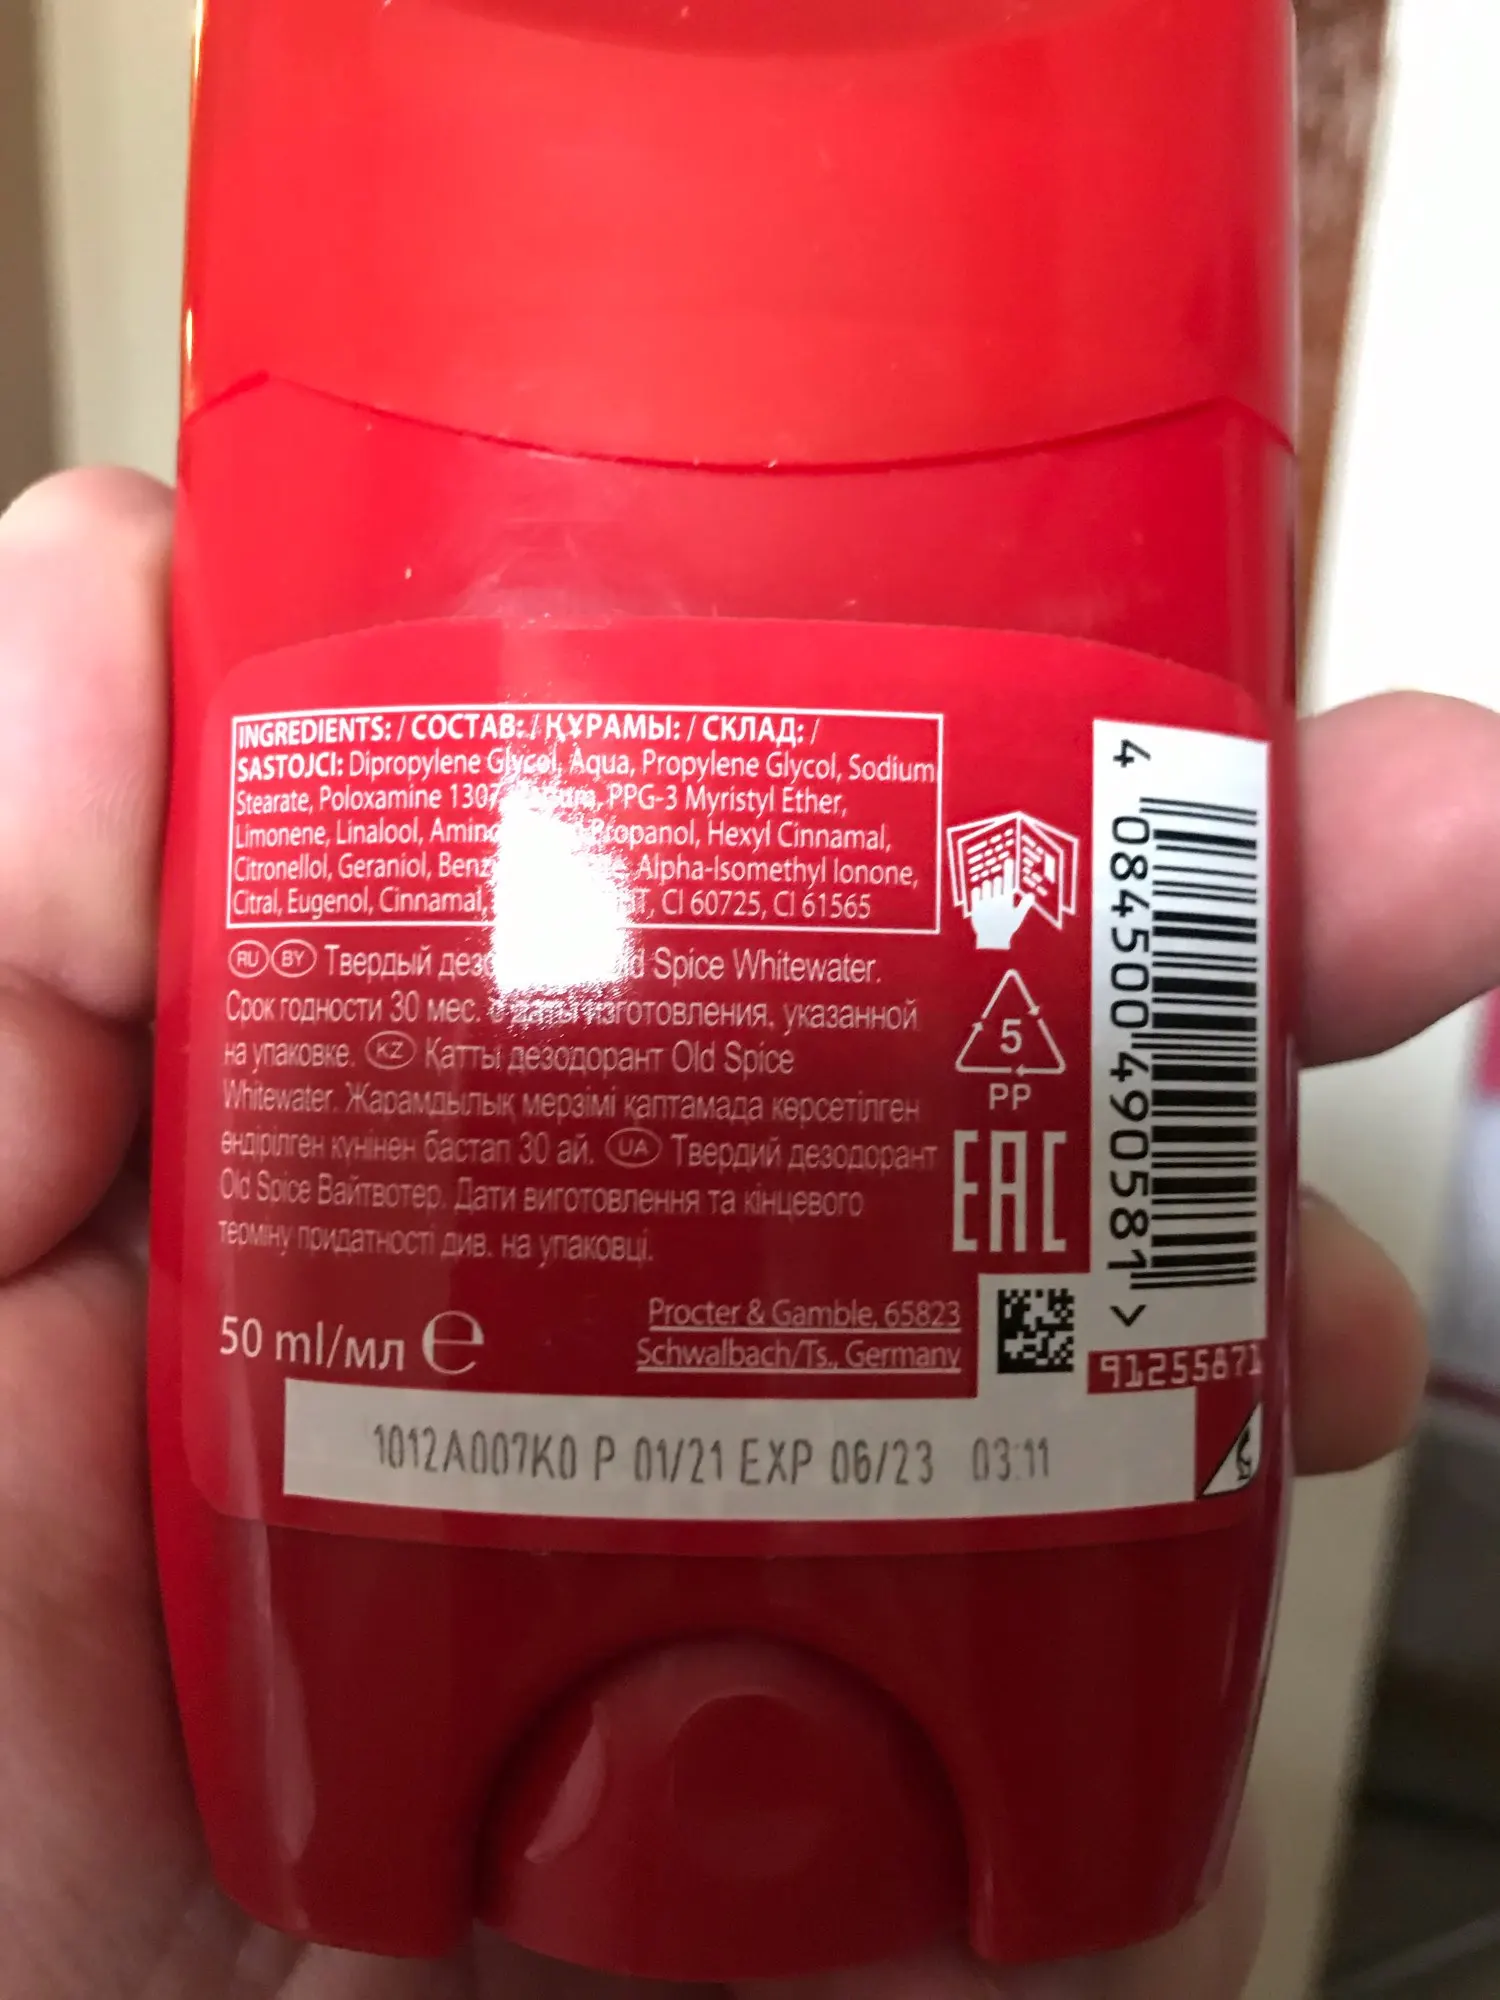 INGREDIENTS: / СОСТАВ: / ҚҰРАМЫ: / СКЛАД: /
SASTOJCI: Dipropylene Glycol, Aqua, Propylene Glycol, Sodium
Stearate, Poloxamine 1307, PPG-3 Myristyl Ether,
Limonene, Linalool, Propanol, Hexyl Cinnamal,
Citronellol, Geraniol, Alpha-Isomethyl Ionone,
Citral, Eugenol, Cinnamal, CI 60725, CI 61565
RU BY Твердый Spice Whitewater.
Срок годности 30 мес. с даты изготовления, указанной
на упаковке. KZ Қатты дезодорант Old Spice
Whitewater. Жарамдылық мерзімі қаптамада көрсетілген
өндірілген күнінен бастап 30 ай. UA Твердий дезодорант
Old Spice Вайтвотер. Дати виготовлення та кінцевого
терміну придатності див. на упаковці.
50 ml/мл e
Procter & Gamble, 65823
Schwalbach/Ts., Germany
1012A007K0 P 01/21 EXP 06/23 03:11
5
PP
EAC
4 084500 490581 >
91255871